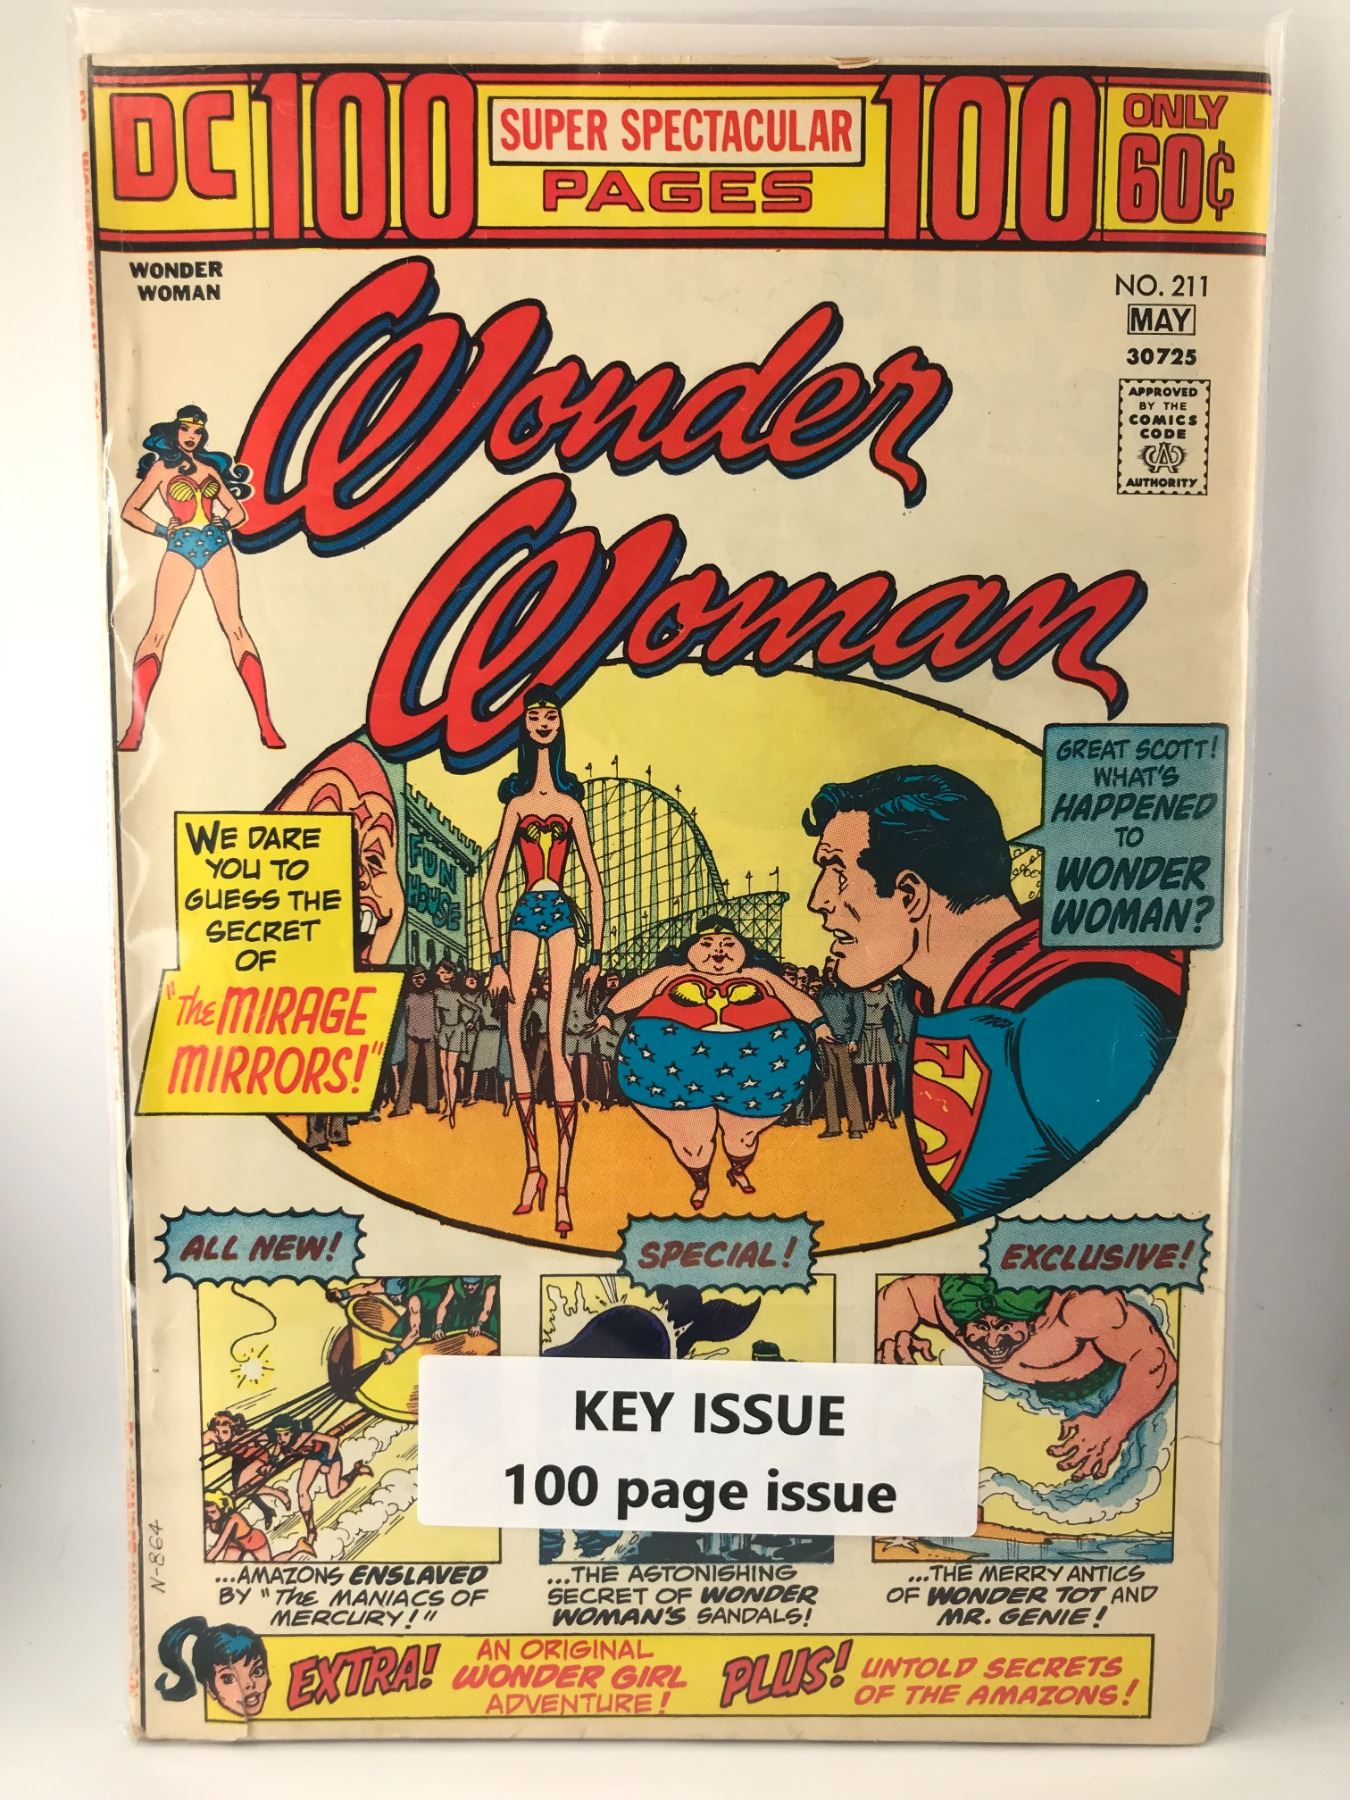 DC 100 SUPER SPECTACULAR 100 ONLY
PAGES 60¢
WONDER
WOMAN
NO. 211
MAY
30725
APPROVED
BY THE
COMICS
CODE
CA
AUTHORITY
Wonder
Woman
GREAT SCOTT!
WHAT'S
HAPPENED
TO
WONDER
WOMAN?
FUN
HOUSE
WE DARE
YOU TO
GUESS THE
SECRET
OF
"The MIRAGE
MIRRORS!"
S
ALL NEW!
SPECIAL!
EXCLUSIVE!
KEY ISSUE
100 page issue
N-864
...AMAZONS ENSLAVED
BY "The MANIACS OF
MERCURY!"
...THE ASTONISHING
SECRET OF WONDER
WOMAN'S SANDALS!
...THE MERRY ANTICS
OF WONDER TOT AND
MR. GENIE!
EXTRA!
AN ORIGINAL
WONDER GIRL
ADVENTURE!
PLUS!
UNTOLD SECRETS
OF THE AMAZONS!